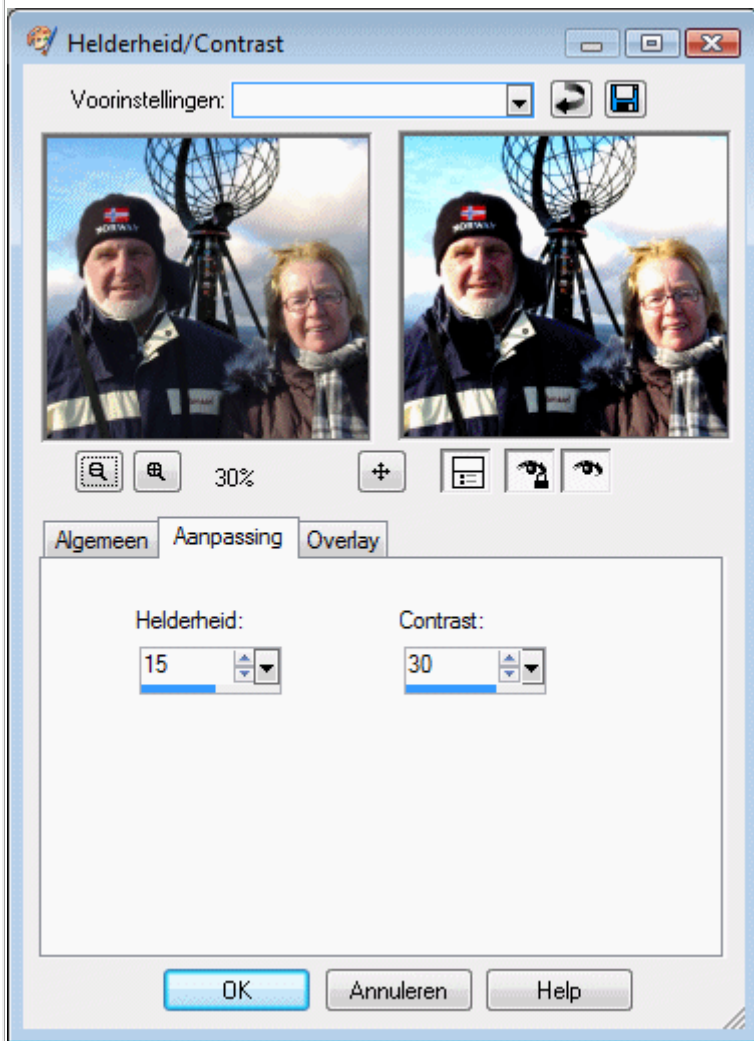 Helderheid/Contrast
Voorinstellingen:
NORWAY
NORWAY
30%
Algemeen Aanpassing Overlay
Helderheid: Contrast:
15 30
OK Annuleren Help